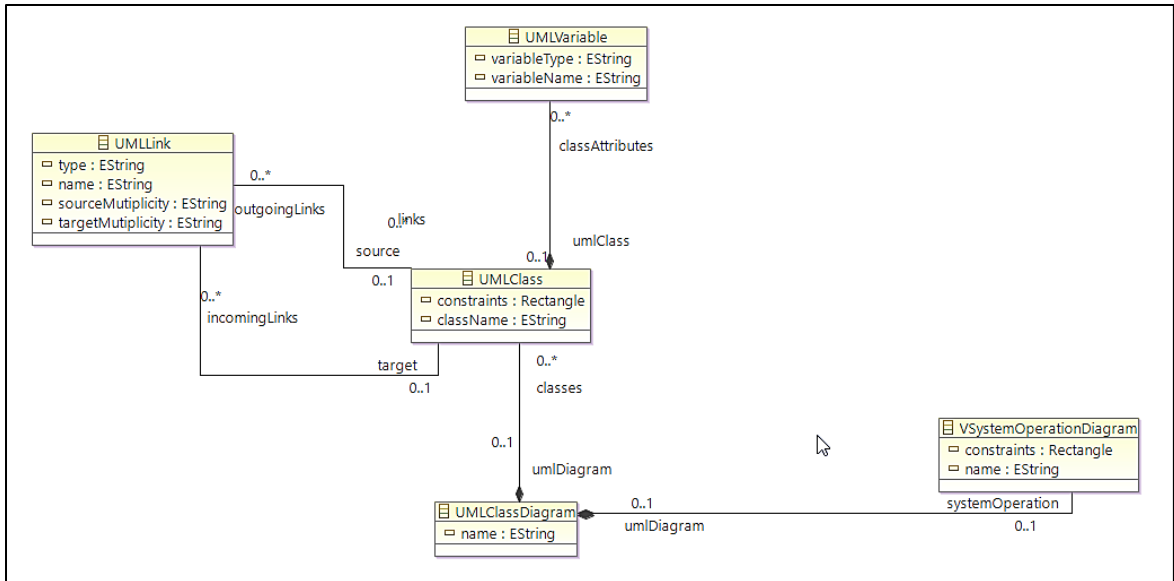 UMLVariable
variableType : EString
variableName : EString
0..*
classAttributes
umlClass
0..1
UMLLink
type : EString
name : EString
sourceMutiplicity : EString
targetMutiplicity : EString
0..*
outgoingLinks
0..*
links
source
0..1
0..*
incomingLinks
target
0..1
UMLClass
constraints : Rectangle
className : EString
0..*
classes
0..1
umlDiagram
UMLClassDiagram
name : EString
0..1
umlDiagram
VSystemOperationDiagram
constraints : Rectangle
name : EString
systemOperation
0..1